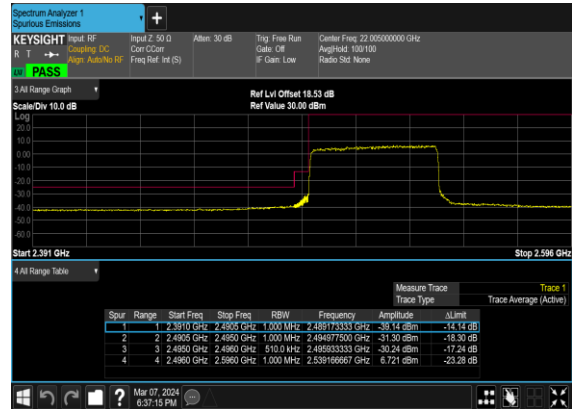 Spectrum Analyzer 1
Spurious Emissions
+
KEYSIGHT Input: RF Input Z: 50 Ω Atten: 30 dB Trig: Free Run Center Freq: 22.005000000 GHz
R T Coupling: DC Corr CCorr Gate: Off Avg|Hold: 100/100
Align: Auto/No RF Freq Ref: Int (S) IF Gain: Low Radio Std: None
LW PASS
3 All Range Graph
Ref Lvl Offset 18.53 dB
Scale/Div 10.0 dB Ref Value 30.00 dBm
Log
20.0
10.0
0.00
-10.0
-20.0
-30.0
-40.0
-50.0
-60.0
Start 2.391 GHz Stop 2.596 GHz
4 All Range Table
Measure Trace Trace 1
Trace Type Trace Average (Active)
Spur Range Start Freq Stop Freq RBW Frequency Amplitude ΔLimit
1 1 2.3910 GHz 2.4905 GHz 1.000 MHz 2.489173333 GHz -39.14 dBm -14.14 dB
2 2 2.4905 GHz 2.4950 GHz 1.000 MHz 2.494977500 GHz -31.30 dBm -18.30 dB
3 3 2.4950 GHz 2.4960 GHz 510.0 kHz 2.495933333 GHz -30.24 dBm -17.24 dB
4 4 2.4960 GHz 2.5960 GHz 1.000 MHz 2.539166667 GHz 6.721 dBm -23.28 dB
? Mar 07, 2024
6:37:15 PM